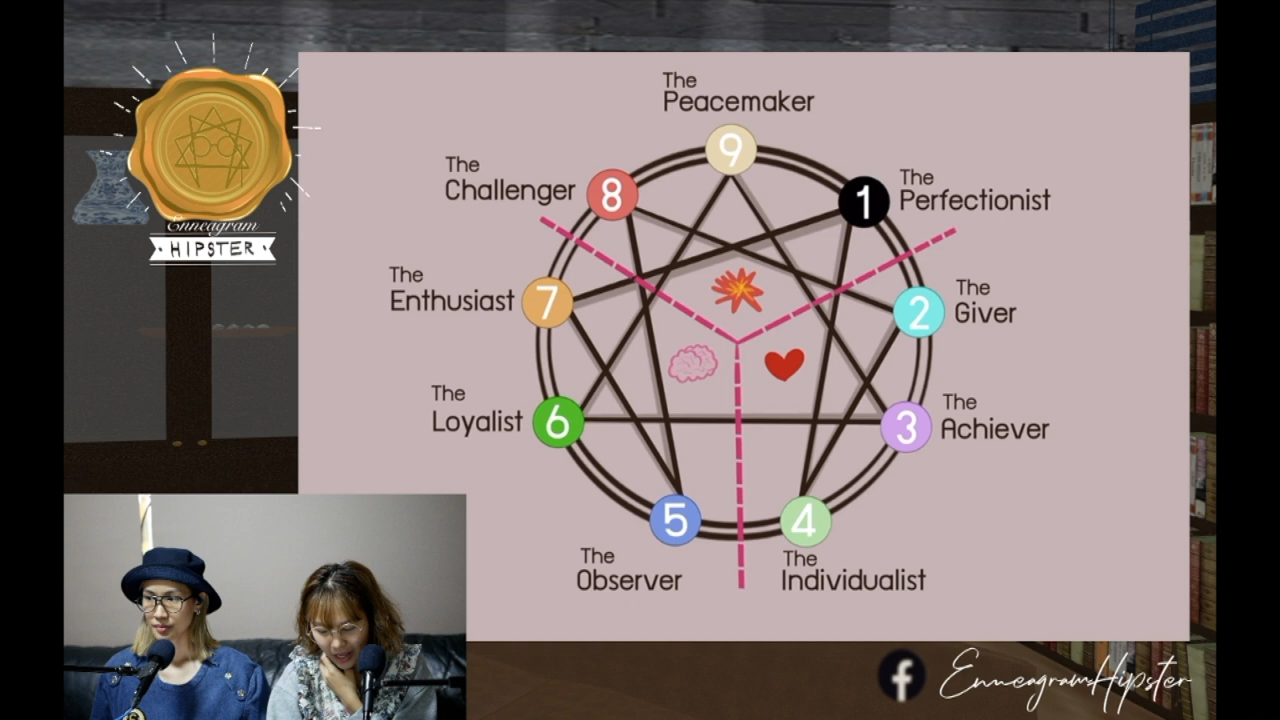 Enneagram
HIPSTER
The
Peacemaker
9
The
Challenger
8
1
The
Perfectionist
The
Enthusiast
7
2
The
Giver
The
Loyalist
6
3
The
Achiever
5
The
Observer
4
The
Individualist
f
EnneagramHipster